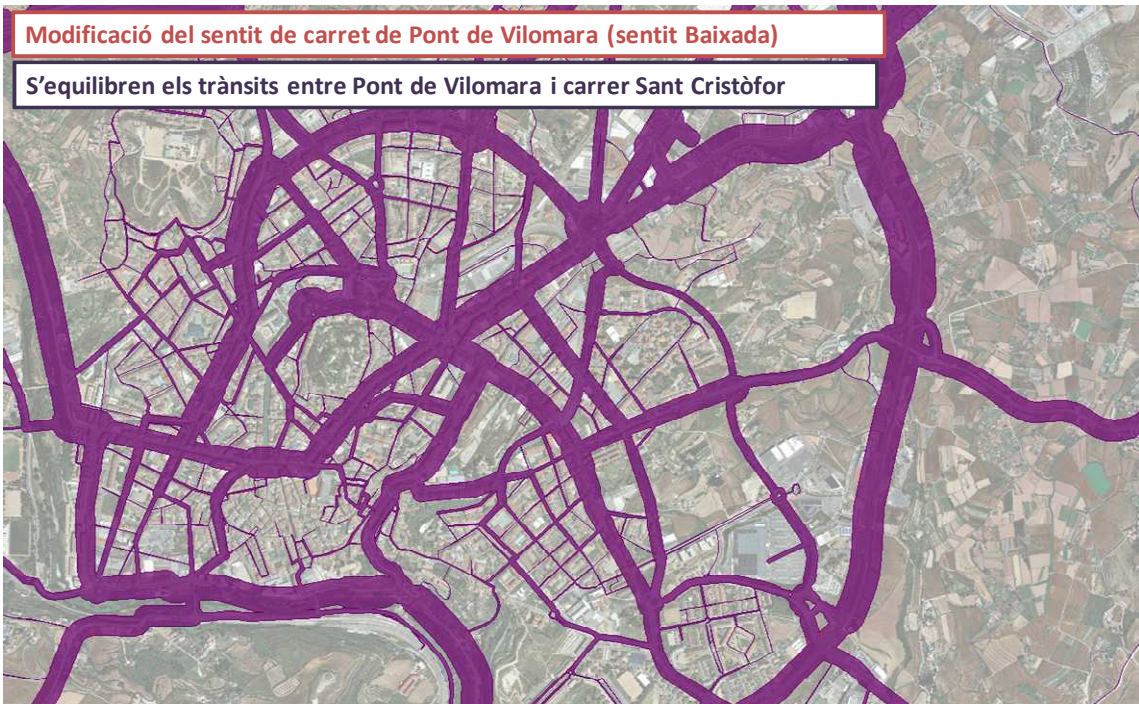 Modificació del sentit de carret de Pont de Vilomara (sentit Baixada)
S’equilibren els trànsits entre Pont de Vilomara i carrer Sant Cristòfor